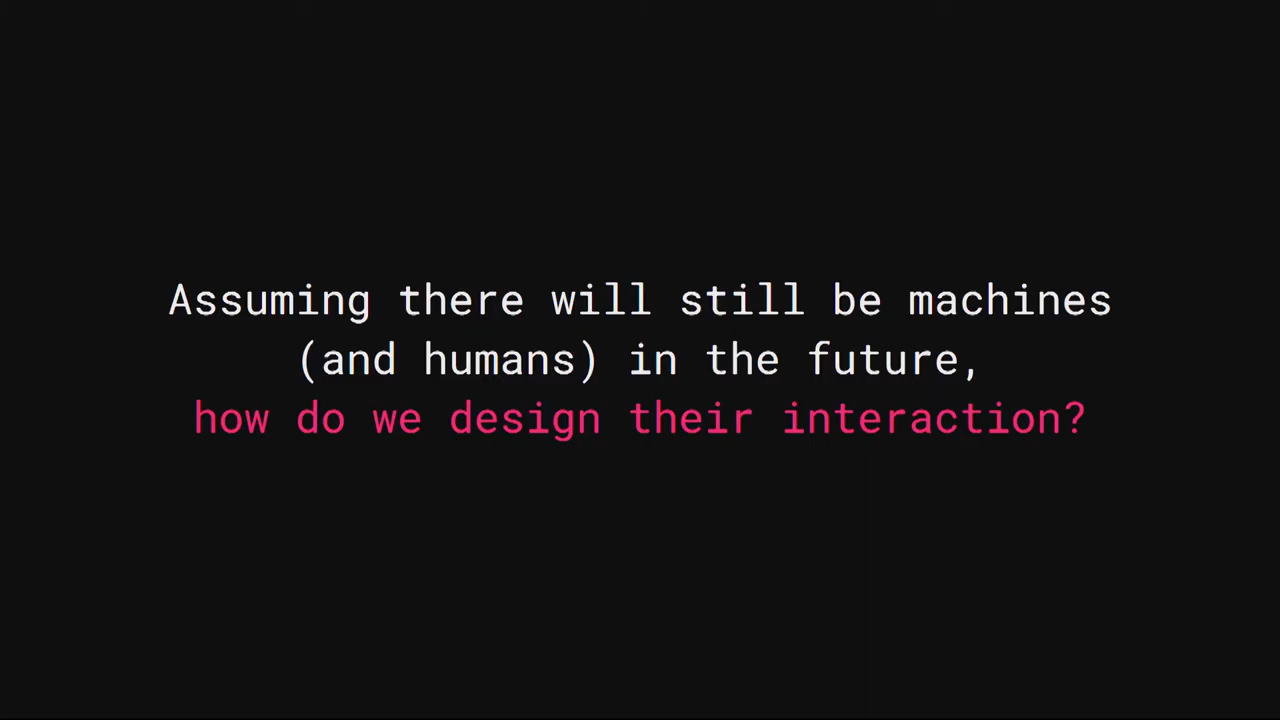 Assuming there will still be machines
(and humans) in the future,
how do we design their interaction?